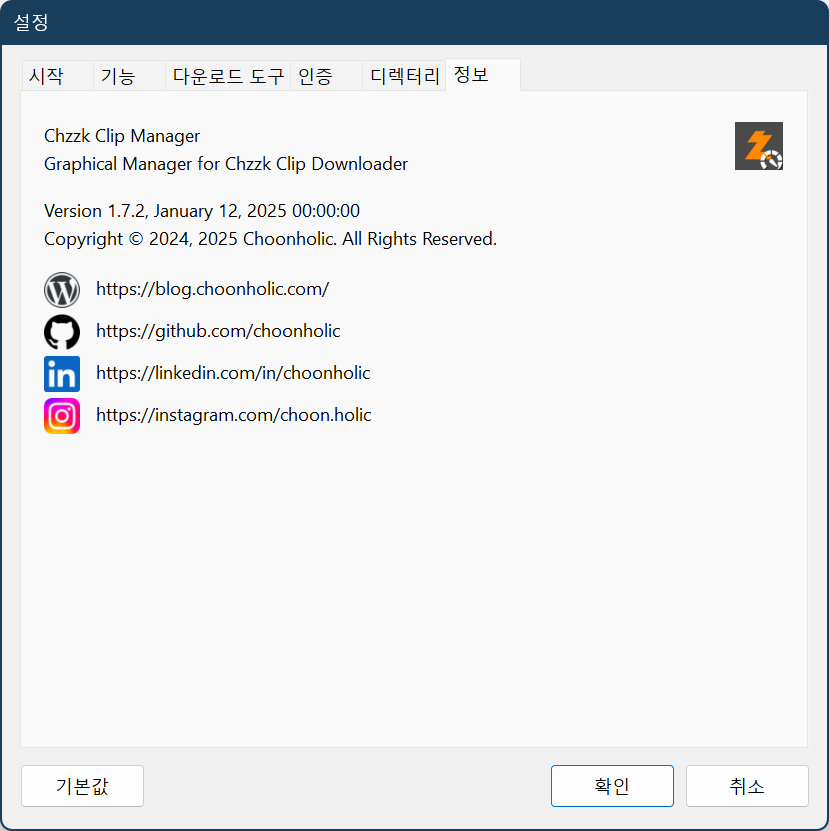 설정
시작 기능 다운로드 도구 인증 디렉터리 정보
Chzzk Clip Manager
Graphical Manager for Chzzk Clip Downloader
Version 1.7.2, January 12, 2025 00:00:00
Copyright © 2024, 2025 Choonholic. All Rights Reserved.
https://blog.choonholic.com/
https://github.com/choonholic
https://linkedin.com/in/choonholic
https://instagram.com/choon.holic
기본값 확인 취소